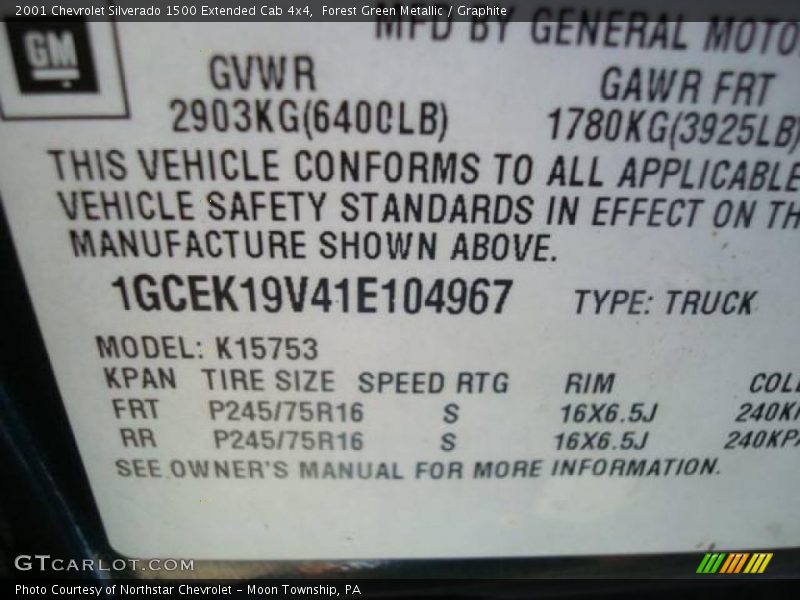 2001 Chevrolet Silverado 1500 Extended Cab 4x4,  Forest Green Metallic / Graphite
MFD BY GENERAL MOTO
GM
GVWR GAWR FRT
2903KG(6400LB) 1780KG(3925LB)
THIS VEHICLE CONFORMS TO ALL APPLICABLE
VEHICLE SAFETY STANDARDS IN EFFECT ON TH
MANUFACTURE SHOWN ABOVE.
1GCEK19V41E104967 TYPE: TRUCK
MODEL: K15753
KPAN TIRE SIZE SPEED RTG RIM COL
FRT P245/75R16 S 16X6.5J 240K
RR P245/75R16 S 16X6.5J 240KP
SEE OWNER'S MANUAL FOR MORE INFORMATION.
GTCARLOT.COM
Photo Courtesy of Northstar Chevrolet - Moon Township, PA